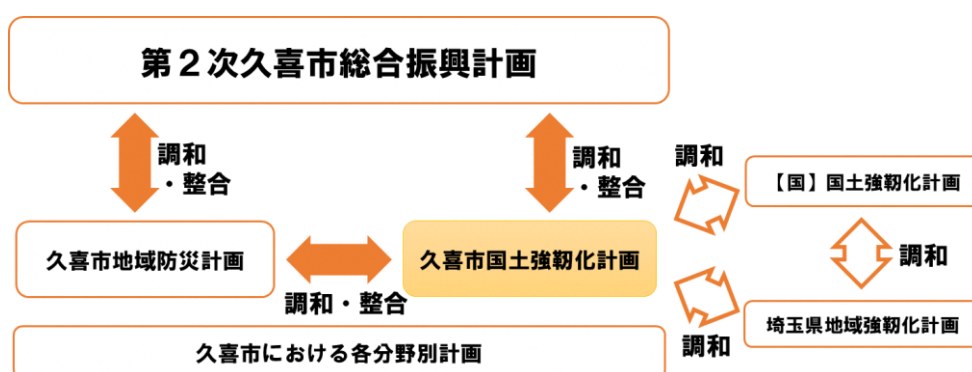 第２次久喜市総合振興計画
調和
・整合
調和
・整合
調和
【国】国土強靭化計画
久喜市地域防災計画
調和・整合
久喜市国土強靭化計画
調和
調和
埼玉県地域強靭化計画
久喜市における各分野別計画